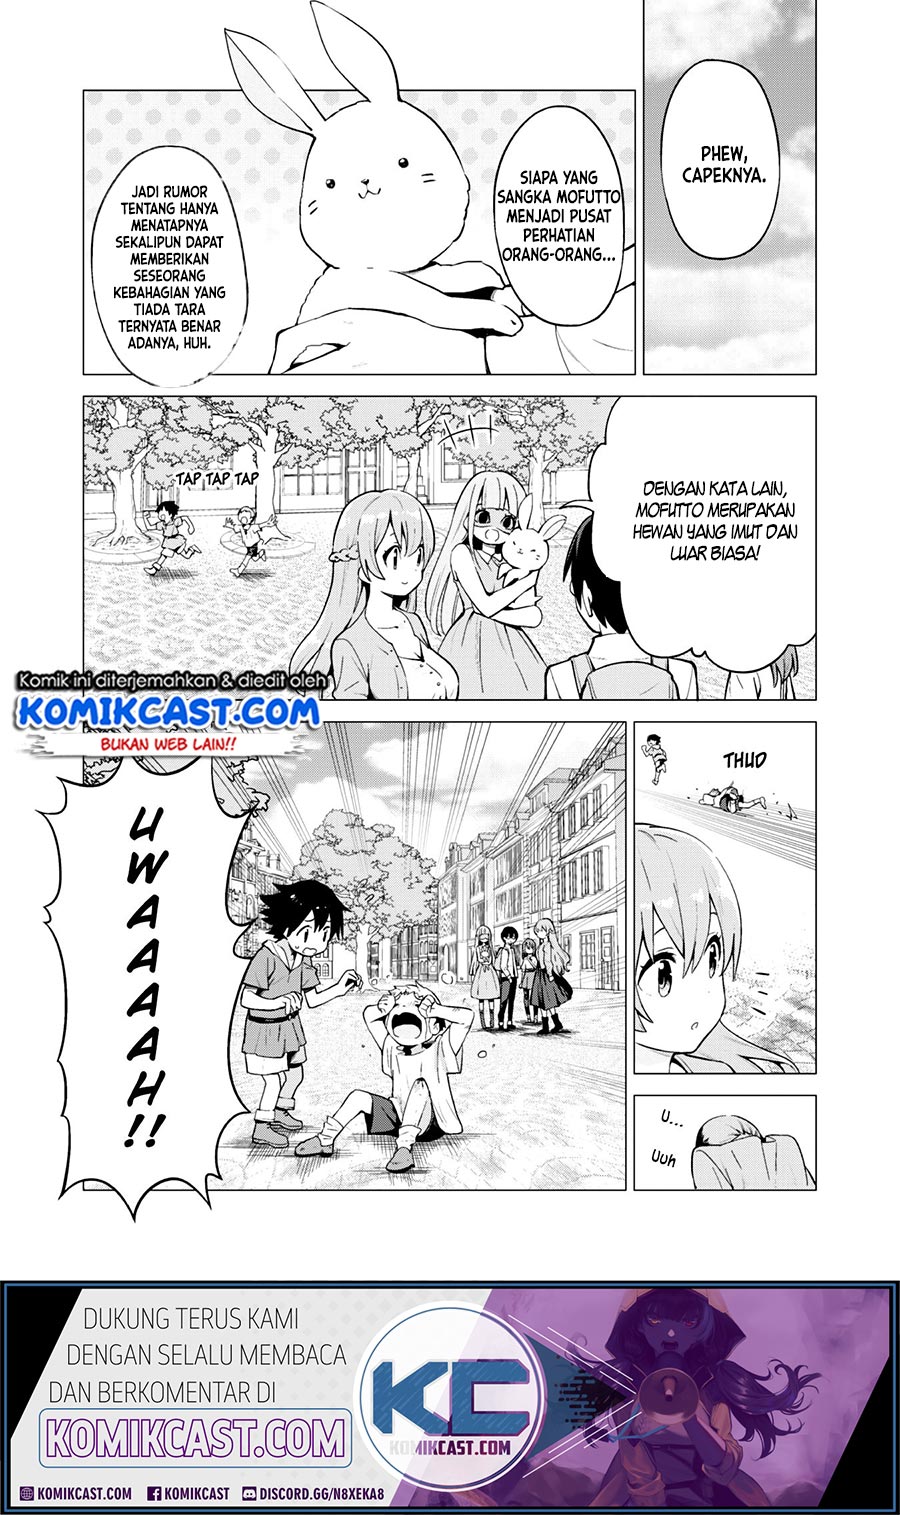 PHEW,
CAPEKNYA.
SIAPA YANG
SANGKA MOFUTTO
MENJADI PUSAT
PERHATIAN
ORANG-ORANG...
JADI RUMOR
TENTANG HANYA
MENATAPNYA
SEKALIPUN DAPAT
MEMBERIKAN
SESEORANG
KEBAHAGIAN YANG
TIADA TARA
TERNYATA BENAR
ADANYA, HUH.
DENGAN KATA LAIN,
MOFUTTO MERUPAKAN
HEWAN YANG IMUT DAN
LUAR BIASA!
TAP TAP TAP
Komik ini diterjemahkan & diedit oleh
KOMIKCAST.COM
BUKAN WEB LAIN!!
THUD
U....
UUH
UWAAAAH!!
DUKUNG TERUS KAMI
DENGAN SELALU MEMBACA
DAN BERKOMENTAR DI
KOMIKCAST.COM
KC
KOMIKCAST.COM
KOMIKCAST.COM KOMIKCAST DISCORD.GG/N8XEKA8